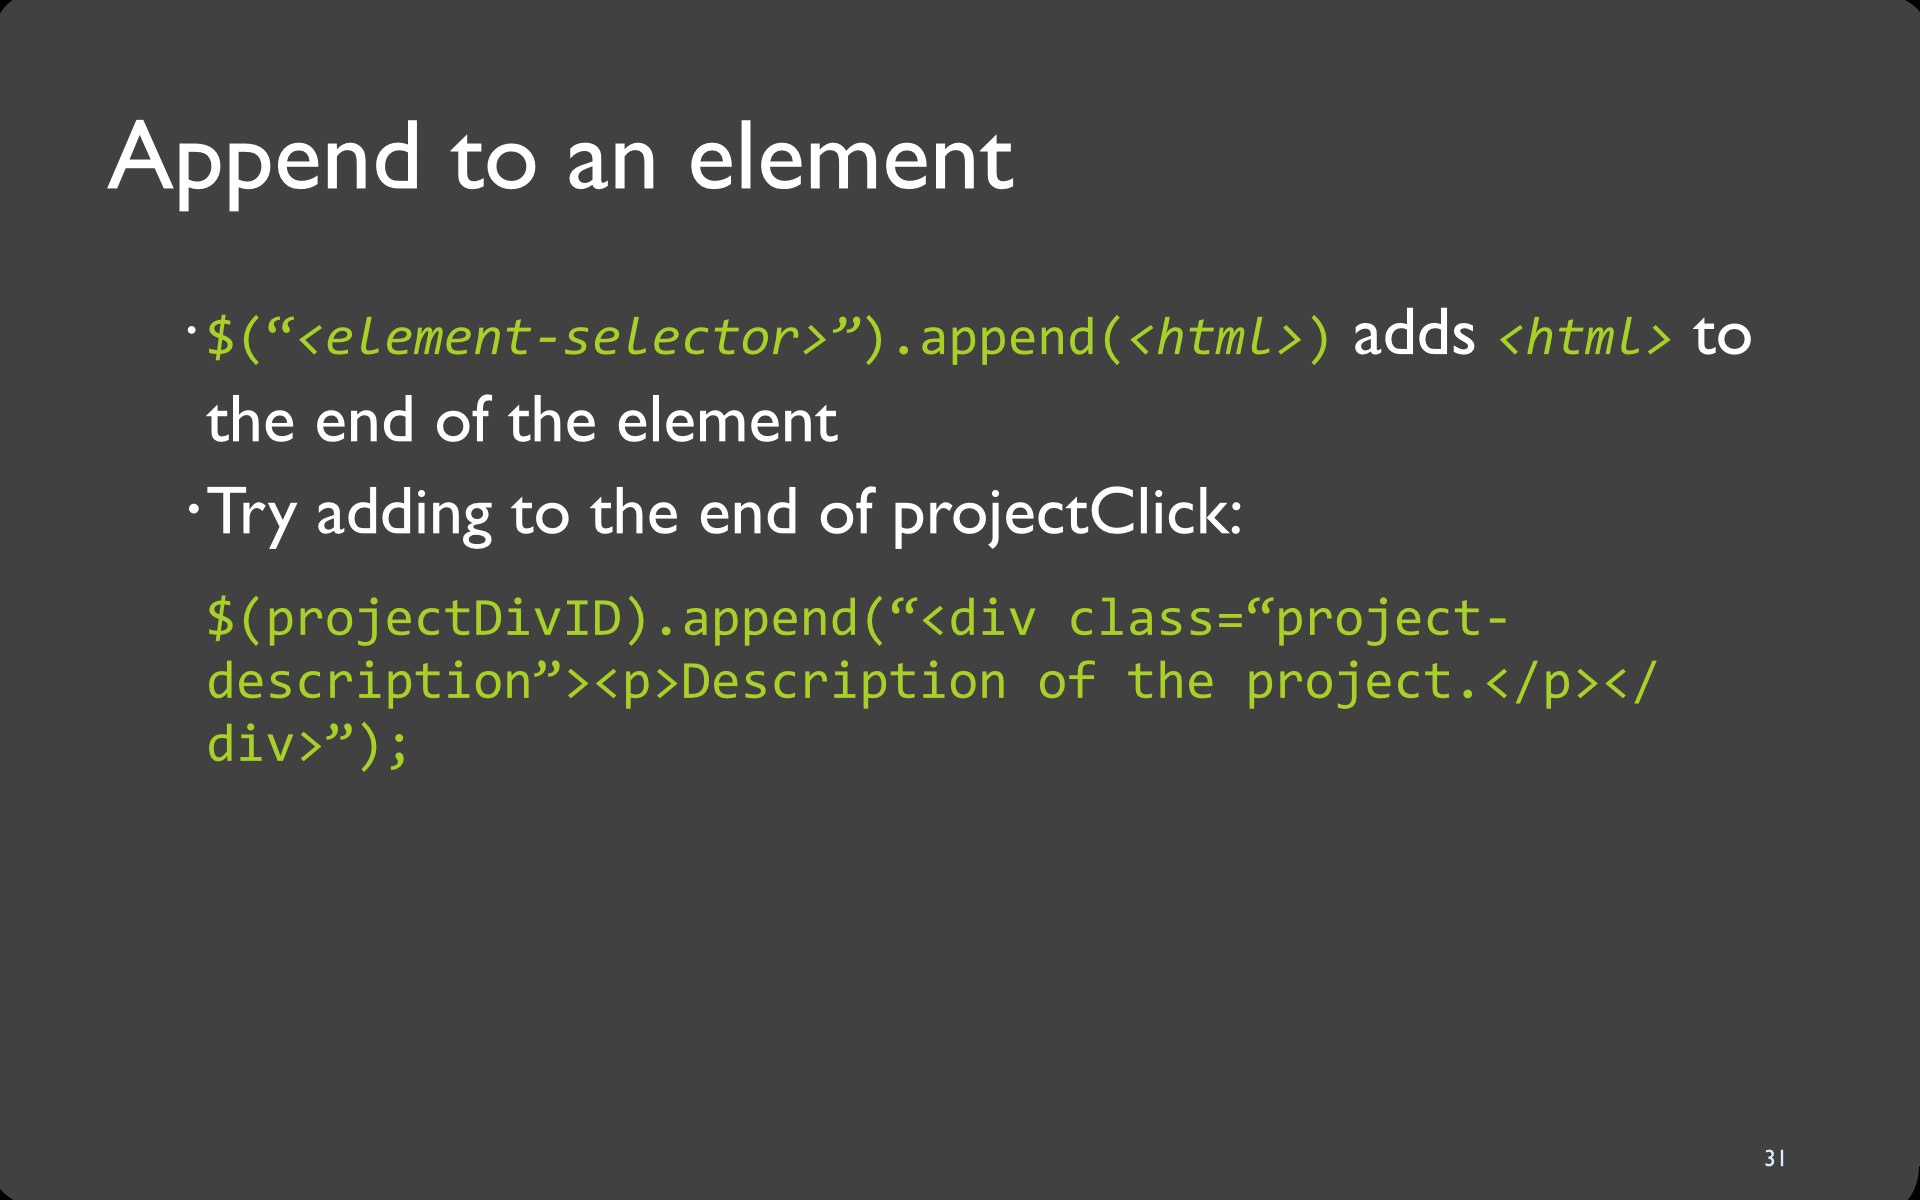 Append to an element
· $(“<element-selector>”).append(<html>) adds <html> to
the end of the element
· Try adding to the end of projectClick:
$(projectDivID).append(“<div class=“project-
description”><p>Description of the project.</p></
div>”);
31